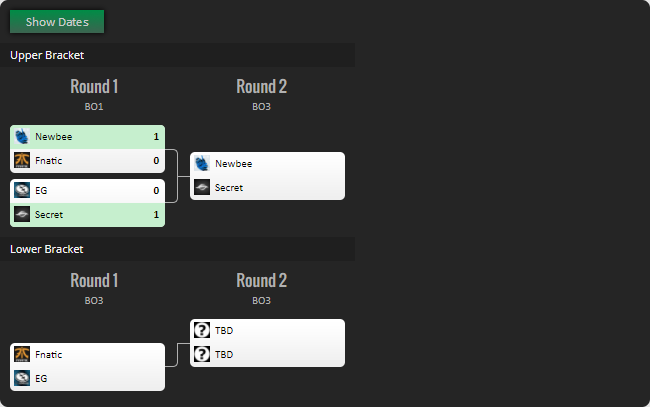 Show Dates
Upper Bracket
Round 1
BO1
Round 2
BO3
Newbee 1
Fnatic 0
EG 0
Secret 1
Newbee
Secret
Lower Bracket
Round 1
BO3
Round 2
BO3
Fnatic
EG
? TBD
? TBD